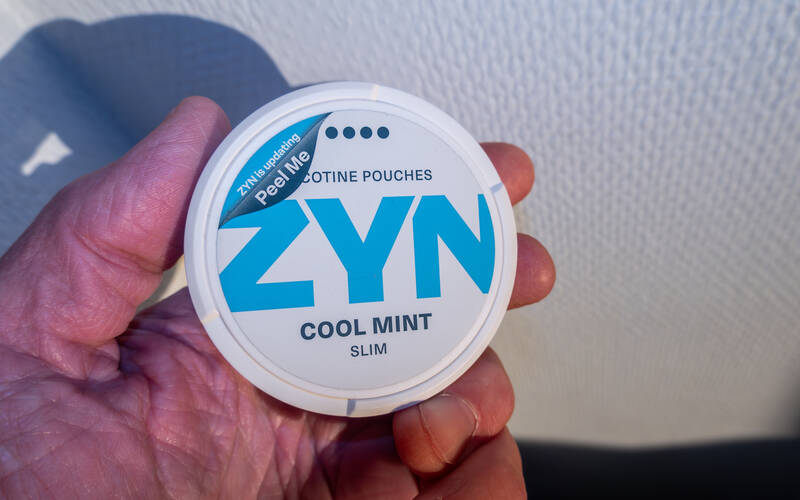 ZYN is updating
Peel Me
COTINE POUCHES
ZYN
COOL MINT
SLIM